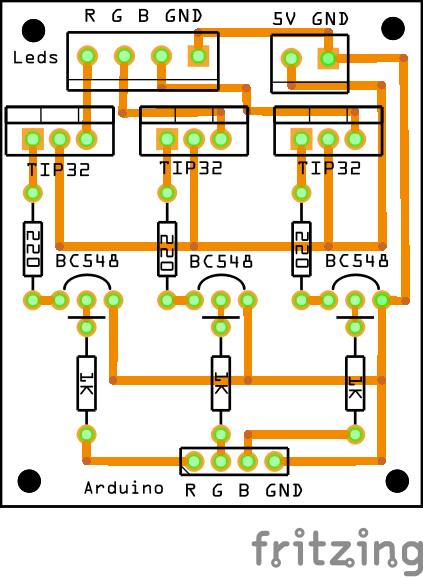 R G B GND 5V GND
Leds
TIP32 TIP32 TIP32
220 220 220
BC548 BC548 BC548
1K 1K 1K
Arduino R G B GND
fritzing